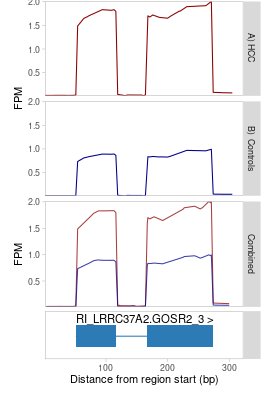 2.0
1.5
1.0
0.5
A) HCC
FPM
2.0
1.5
1.0
0.5
B) Controls
2.0
1.5
1.0
0.5
Combined
FPM
RI_LRRC37A2.GOSR2_3 >
100 200 300
Distance from region start (bp)